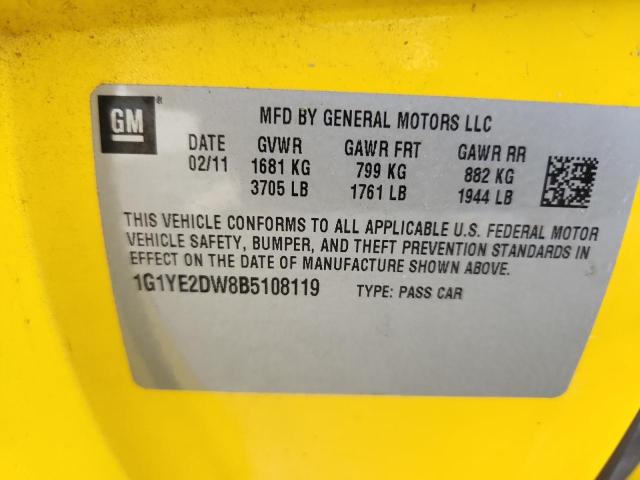 GM®
MFD BY GENERAL MOTORS LLC
DATE GVWR GAWR FRT GAWR RR
02/11 1681 KG 799 KG 882 KG
3705 LB 1761 LB 1944 LB
THIS VEHICLE CONFORMS TO ALL APPLICABLE U.S. FEDERAL MOTOR
VEHICLE SAFETY, BUMPER, AND THEFT PREVENTION STANDARDS IN
EFFECT ON THE DATE OF MANUFACTURE SHOWN ABOVE.
1G1YE2DW8B5108119 TYPE: PASS CAR